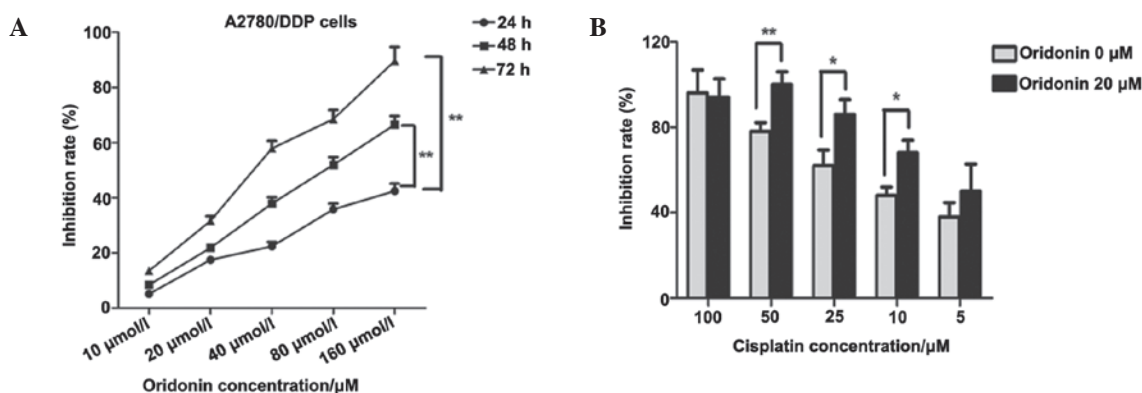 A
A2780/DDP cells
24 h
48 h
72 h
Inhibition rate (%)
100
80
60
40
20
0
**
**
10 µmol/l
20 µmol/l
40 µmol/l
80 µmol/l
160 µmol/l
Oridonin concentration/µM
B
Oridonin 0 µM
Oridonin 20 µM
Inhibition rate (%)
120
80
40
0
**
*
*
100 50 25 10 5
Cisplatin concentration/µM